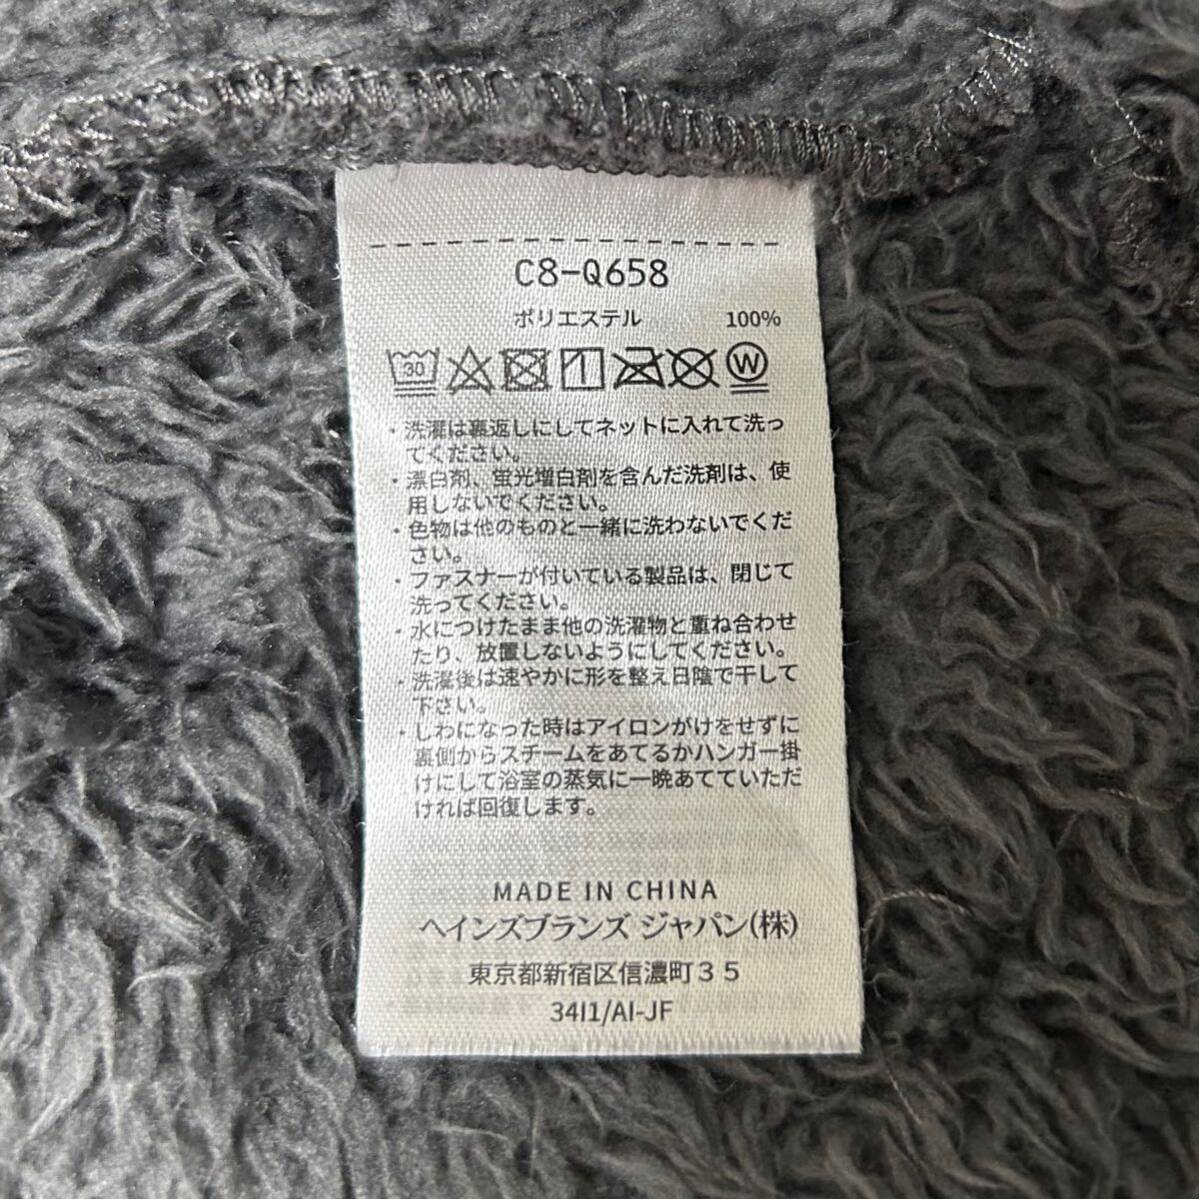 C8-Q658
ポリエステル 100%
30 W
・洗濯は裏返しにしてネットに入れて洗っ
てください。
・漂白剤、蛍光増白剤を含んだ洗剤は、使
用しないでください。
・色物は他のものと一緒に洗わないでくだ
さい。
・ファスナーが付いている製品は、閉じて
洗ってください。
・水につけたまま他の洗濯物と重ね合わせ
たり、放置しないようにしてください。
・洗濯後は速やかに形を整え日陰で干して
下さい。
・しわになった時はアイロンがけをせずに
裏側からスチームをあてるかハンガー掛
けにして浴室の蒸気に一晩あてていただ
ければ回復します。
MADE IN CHINA
ヘインズブランズ ジャパン(株)
東京都新宿区信濃町３５
34I1/AI-JF